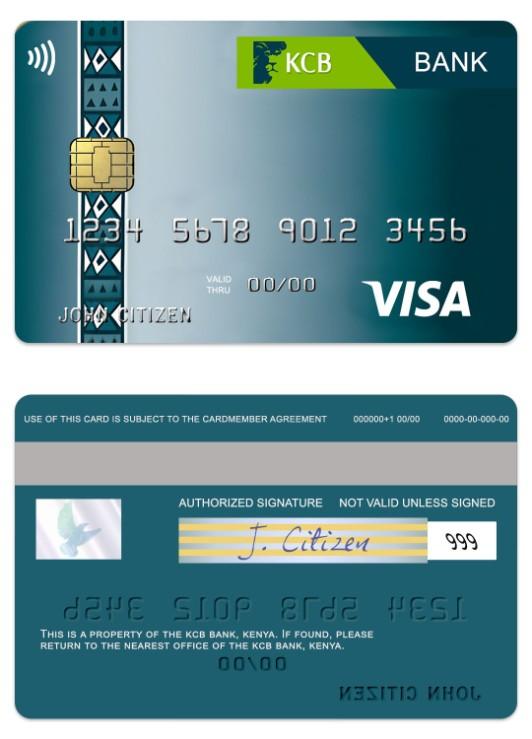 KCB BANK
1234 5678 9012 3456
VALID THRU 00/00
VISA
JOHN CITIZEN
USE OF THIS CARD IS SUBJECT TO THE CARDMEMBER AGREEMENT 000000+1 00/00 0000-00-000-00
AUTHORIZED SIGNATURE NOT VALID UNLESS SIGNED
J. Citizen 999
1234 5678 9012 3456
THIS IS A PROPERTY OF THE KCB BANK, KENYA. IF FOUND, PLEASE
RETURN TO THE NEAREST OFFICE OF THE KCB BANK, KENYA.
00/00
JOHN CITIZEN